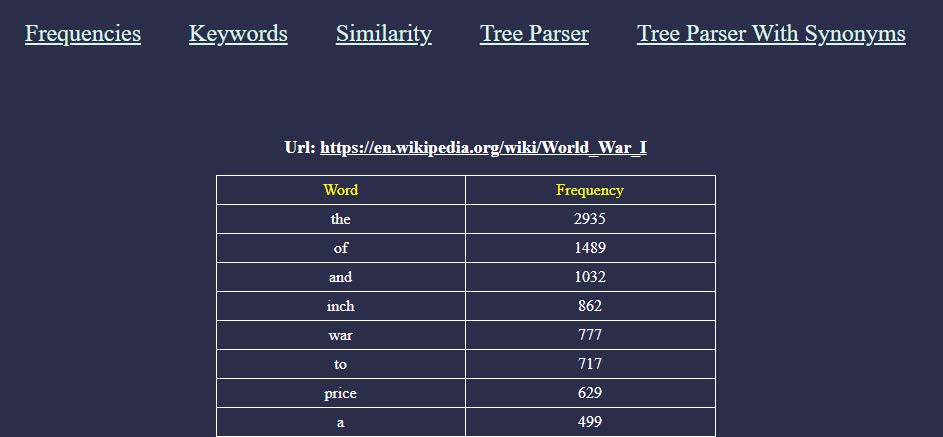 Frequencies Keywords Similarity Tree Parser Tree Parser With Synonyms
Url: https://en.wikipedia.org/wiki/World_War_I
Word Frequency
the 2935
of 1489
and 1032
inch 862
war 777
to 717
price 629
a 499